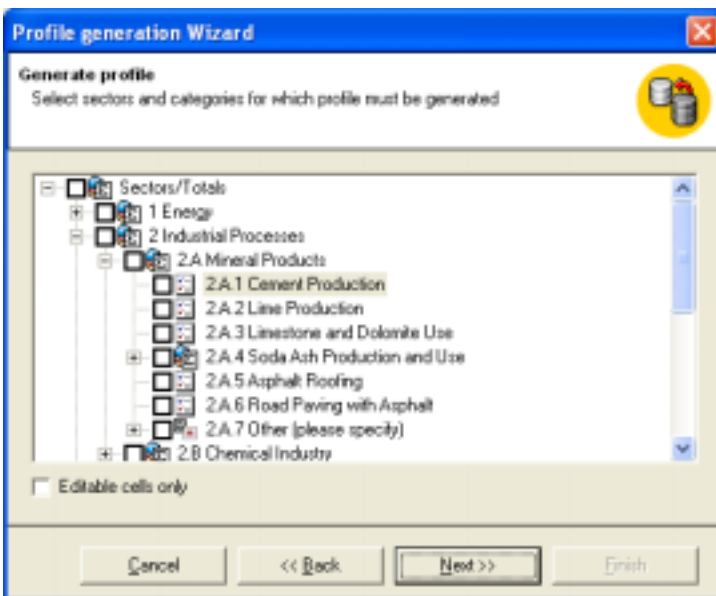 Profile generation Wizard
Generate profile
Select sectors and categories for which profile must be generated
Sectors/Totals
1 Energy
2 Industrial Processes
2.A Mineral Products
2.A.1 Cement Production
2.A.2 Lime Production
2.A.3 Limestone and Dolomite Use
2.A.4 Soda Ash Production and Use
2.A.5 Asphalt Roofing
2.A.6 Road Paving with Asphalt
2.A.7 Other (please specify)
2.B Chemical Industry
Editable cells only
Cancel << Back Next >> Finish